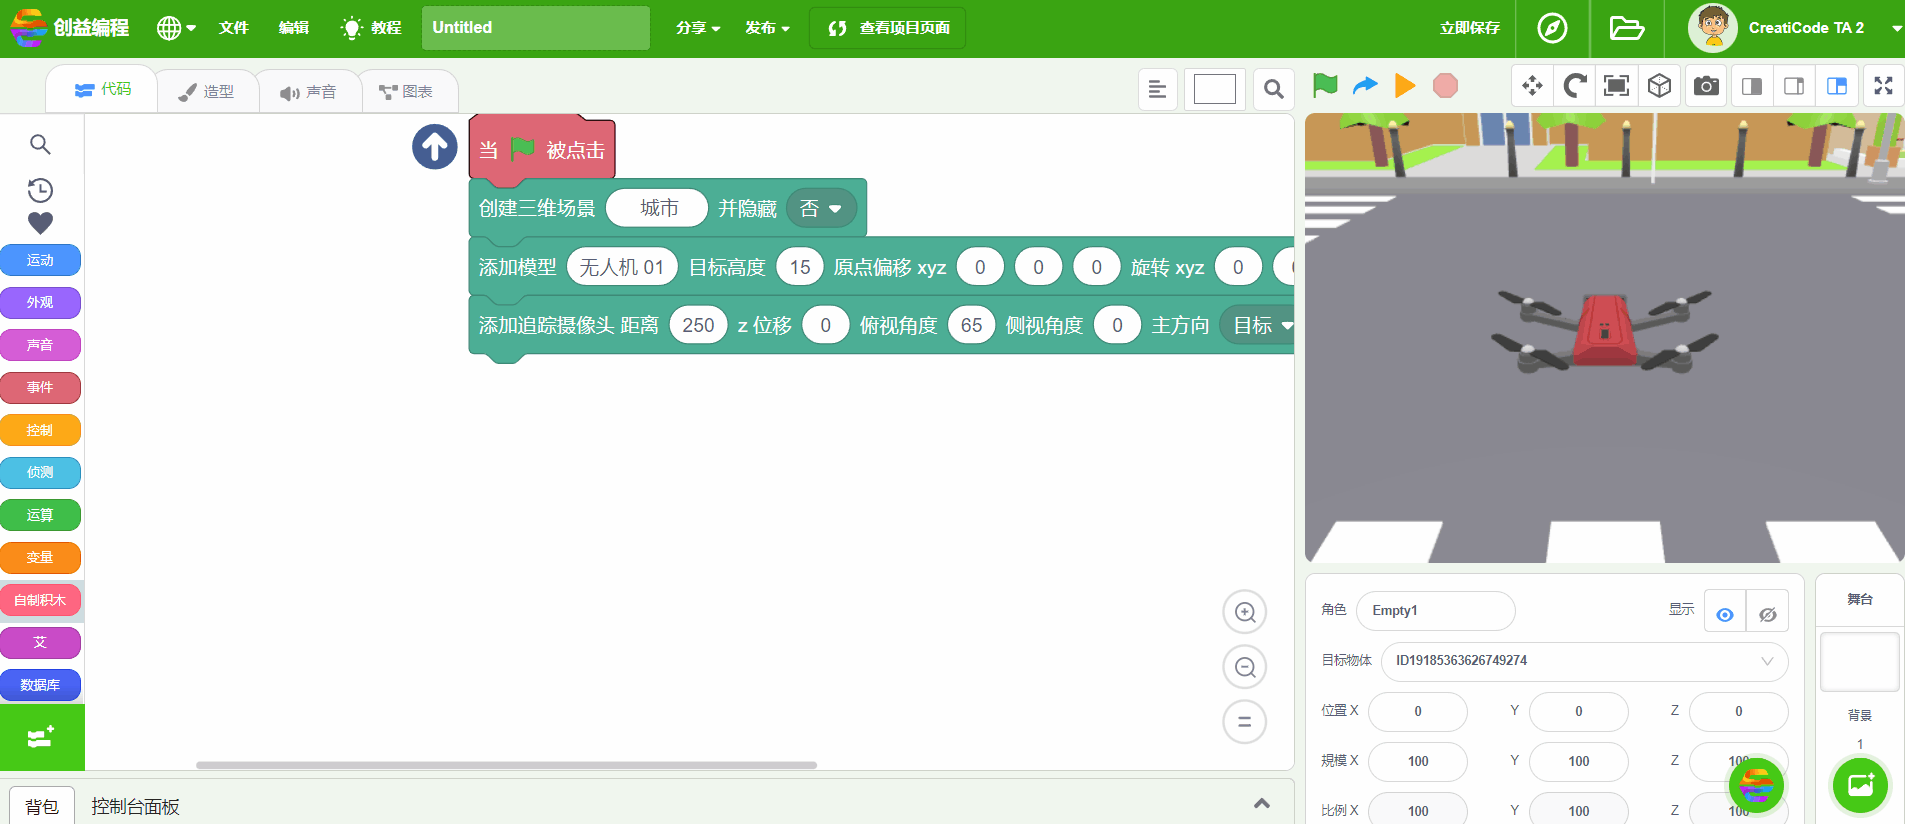 创益编程
文件
编辑
教程
Untitled
分享
发布
查看项目页面
立即保存
CreatiCode TA 2
代码
造型
声音
图表
运动
外观
声音
事件
控制
侦测
运算
变量
自制积木
艾
数据库
当 被点击
创建三维场景 城市 并隐藏 否
添加模型 无人机 01 目标高度 15 原点偏移 xyz 0 0 0 旋转 xyz 0
添加追踪摄像头 距离 250 z 位移 0 俯视角度 65 侧视角度 0 主方向 目标
背包
控制台面板
角色 Empty1 显示
目标物体 ID19185363626749274
位置 X 0 Y 0 Z 0
規模 X 100 Y 100 Z 100
比例 X 100 Y 100 Z 100
舞台
背景
1